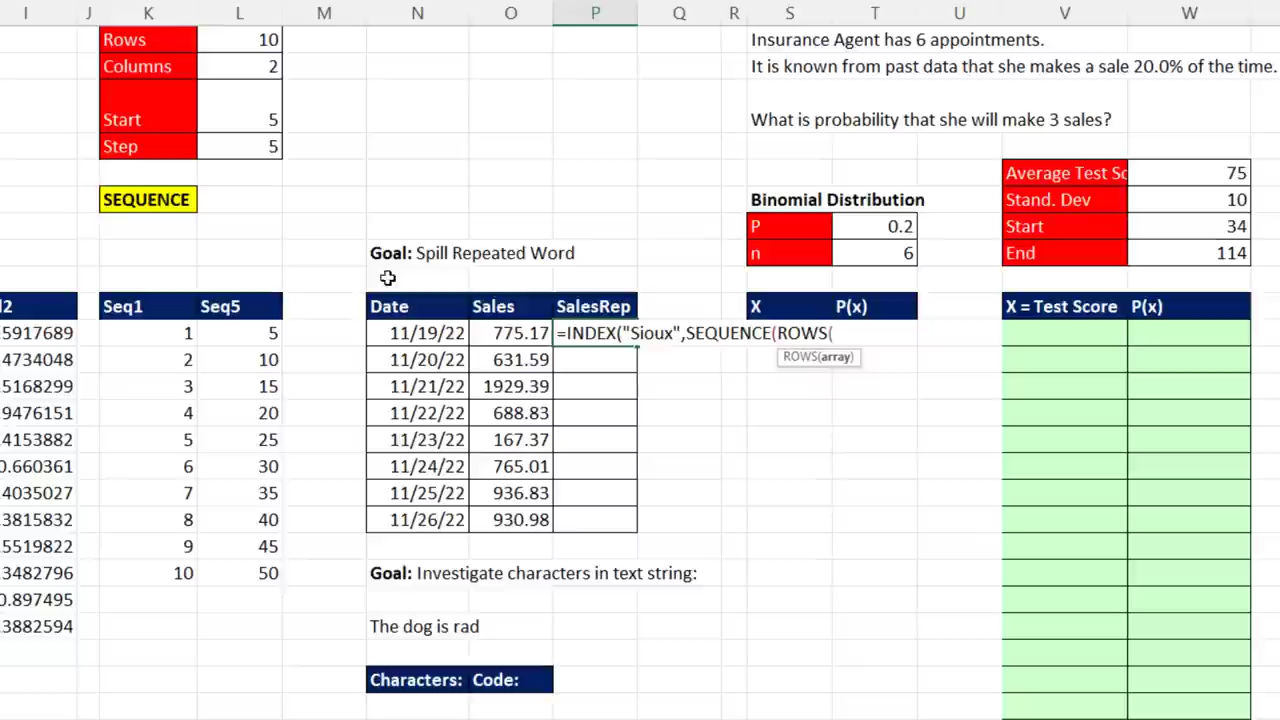 I J K L M N O P Q R S T U V W
Rows 10 Insurance Agent has 6 appointments.
Columns 2 It is known from past data that she makes a sale 20.0% of the time.
Start 5 What is probability that she will make 3 sales?
Step 5
Average Test Sc 75
SEQUENCE Binomial Distribution Stand. Dev 10
P 0.2 Start 34
Goal: Spill Repeated Word n 6 End 114
l2 Seq1 Seq5 Date Sales SalesRep X P(x) X = Test Score P(x)
5917689 1 5 11/19/22 775.17 =INDEX("Sioux",SEQUENCE(ROWS(
4734048 2 10 11/20/22 631.59 ROWS(array)
5168299 3 15 11/21/22 1929.39
9476151 4 20 11/22/22 688.83
4153882 5 25 11/23/22 167.37
0.660361 6 30 11/24/22 765.01
4035027 7 35 11/25/22 936.83
3815832 8 40 11/26/22 930.98
5519822 9 45
3482796 10 50 Goal: Investigate characters in text string:
0.897495
3882594 The dog is rad
Characters: Code: